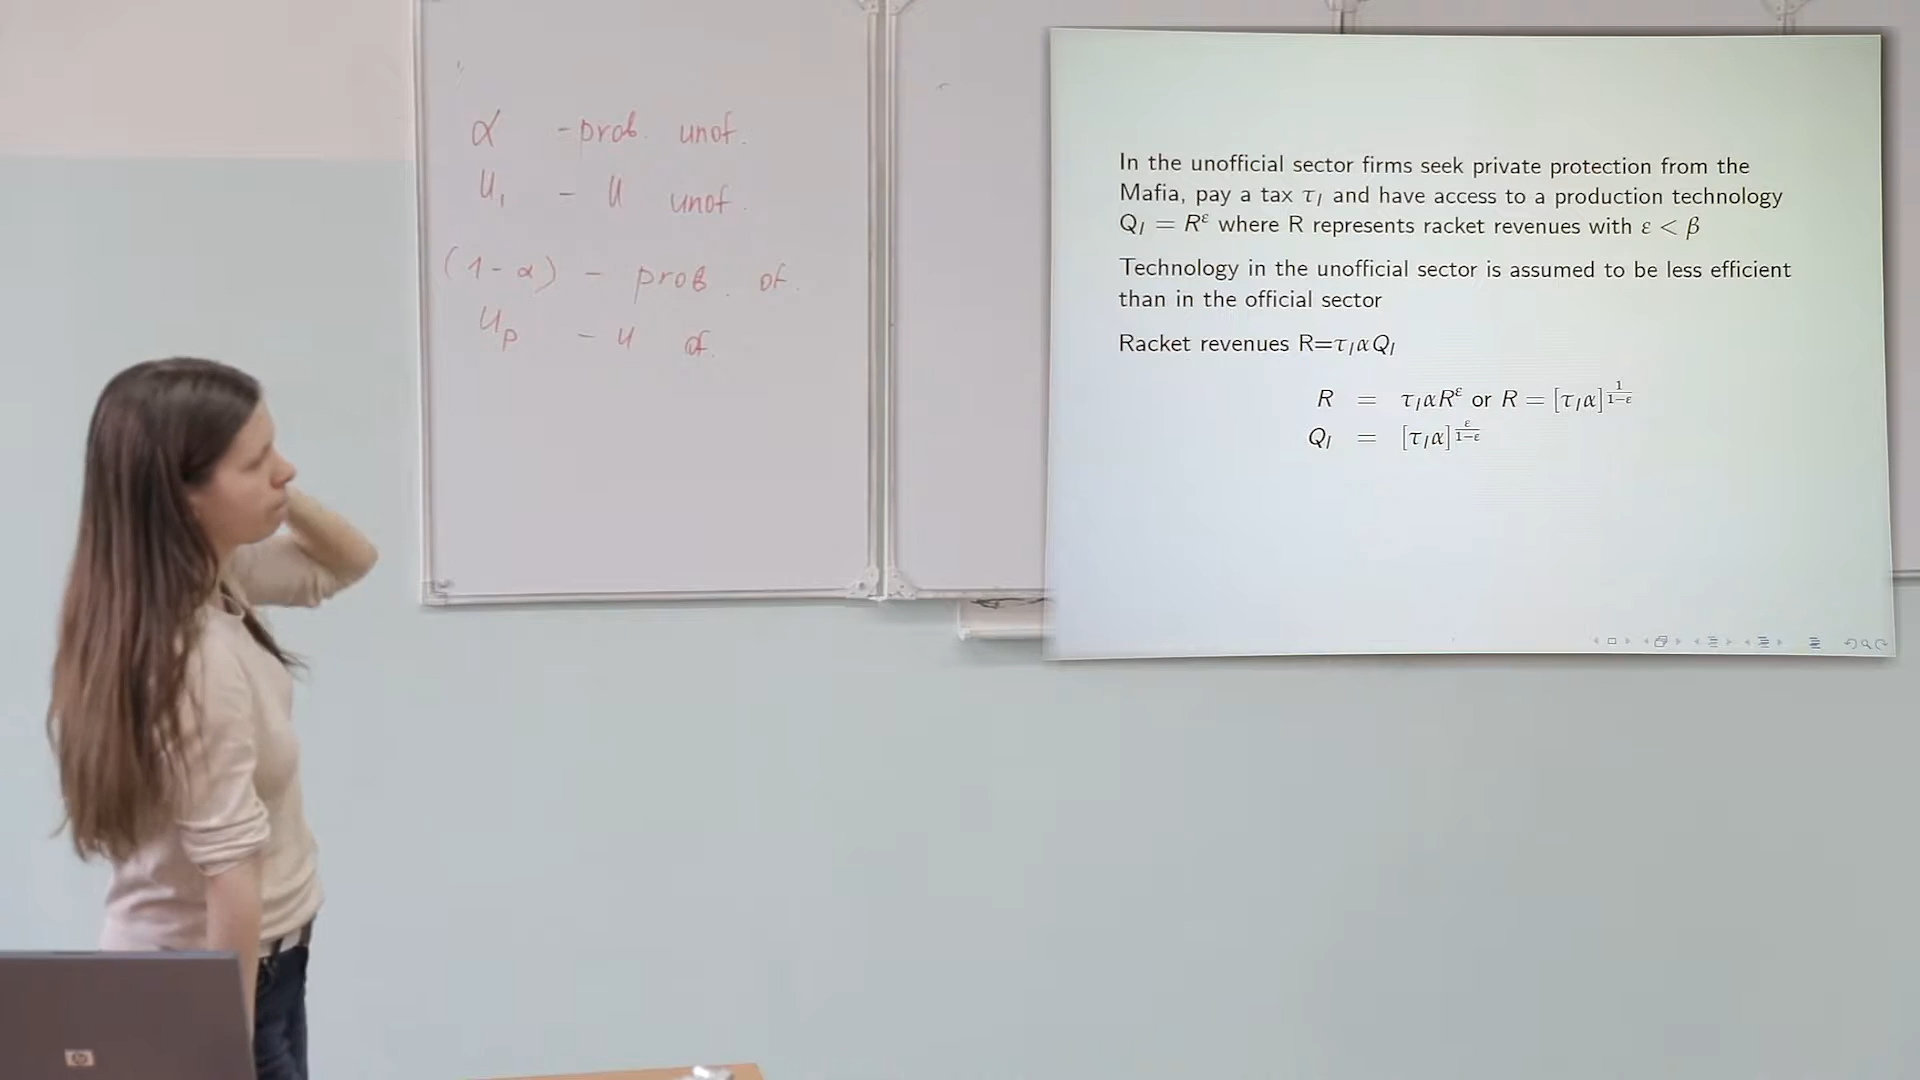 α - prob. unof.
U₁ - U unof.
(1-α) - prob. of.
Up - U of.
In the unofficial sector firms seek private protection from the
Mafia, pay a tax τ_I and have access to a production technology
Q_I = R^ε where R represents racket revenues with ε < β
Technology in the unofficial sector is assumed to be less efficient
than in the official sector
Racket revenues R=τ_IαQ_I
R = τ_IαR^ε or R = [τ_Iα]^(1/(1−ε))
Q_I = [τ_Iα]^(ε/(1−ε))
hp